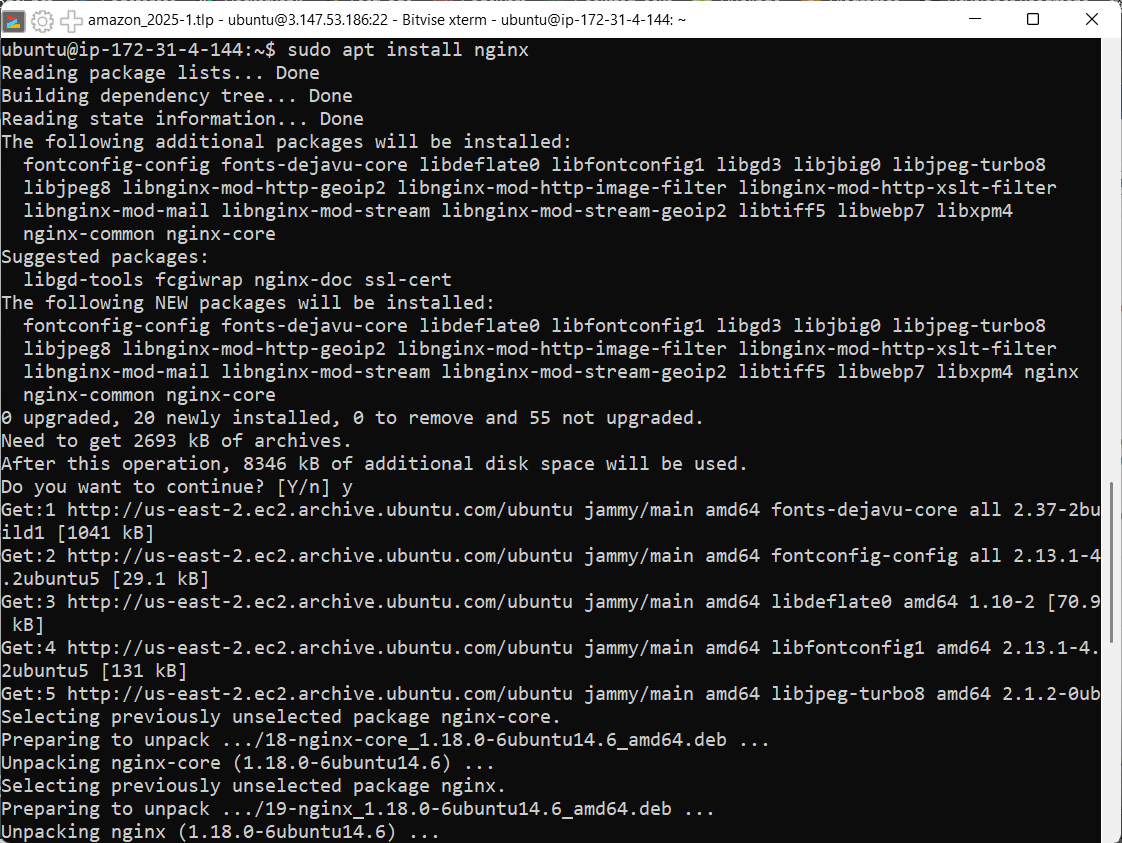 amazon_2025-1.tlp - ubuntu@3.147.53.186:22 - Bitvise xterm - ubuntu@ip-172-31-4-144: ~
ubuntu@ip-172-31-4-144:~$ sudo apt install nginx
Reading package lists... Done
Building dependency tree... Done
Reading state information... Done
The following additional packages will be installed:
  fontconfig-config fonts-dejavu-core libdeflate0 libfontconfig1 libgd3 libjbig0 libjpeg-turbo8
  libjpeg8 libnginx-mod-http-geoip2 libnginx-mod-http-image-filter libnginx-mod-http-xslt-filter
  libnginx-mod-mail libnginx-mod-stream libnginx-mod-stream-geoip2 libtiff5 libwebp7 libxpm4
  nginx-common nginx-core
Suggested packages:
  libgd-tools fcgiwrap nginx-doc ssl-cert
The following NEW packages will be installed:
  fontconfig-config fonts-dejavu-core libdeflate0 libfontconfig1 libgd3 libjbig0 libjpeg-turbo8
  libjpeg8 libnginx-mod-http-geoip2 libnginx-mod-http-image-filter libnginx-mod-http-xslt-filter
  libnginx-mod-mail libnginx-mod-stream libnginx-mod-stream-geoip2 libtiff5 libwebp7 libxpm4 nginx
  nginx-common nginx-core
0 upgraded, 20 newly installed, 0 to remove and 55 not upgraded.
Need to get 2693 kB of archives.
After this operation, 8346 kB of additional disk space will be used.
Do you want to continue? [Y/n] y
Get:1 http://us-east-2.ec2.archive.ubuntu.com/ubuntu jammy/main amd64 fonts-dejavu-core all 2.37-2bu
ild1 [1041 kB]
Get:2 http://us-east-2.ec2.archive.ubuntu.com/ubuntu jammy/main amd64 fontconfig-config all 2.13.1-4
.2ubuntu5 [29.1 kB]
Get:3 http://us-east-2.ec2.archive.ubuntu.com/ubuntu jammy/main amd64 libdeflate0 amd64 1.10-2 [70.9
 kB]
Get:4 http://us-east-2.ec2.archive.ubuntu.com/ubuntu jammy/main amd64 libfontconfig1 amd64 2.13.1-4.
2ubuntu5 [131 kB]
Get:5 http://us-east-2.ec2.archive.ubuntu.com/ubuntu jammy/main amd64 libjpeg-turbo8 amd64 2.1.2-0ub
Selecting previously unselected package nginx-core.
Preparing to unpack .../18-nginx-core_1.18.0-6ubuntu14.6_amd64.deb ...
Unpacking nginx-core (1.18.0-6ubuntu14.6) ...
Selecting previously unselected package nginx.
Preparing to unpack .../19-nginx_1.18.0-6ubuntu14.6_amd64.deb ...
Unpacking nginx (1.18.0-6ubuntu14.6) ...